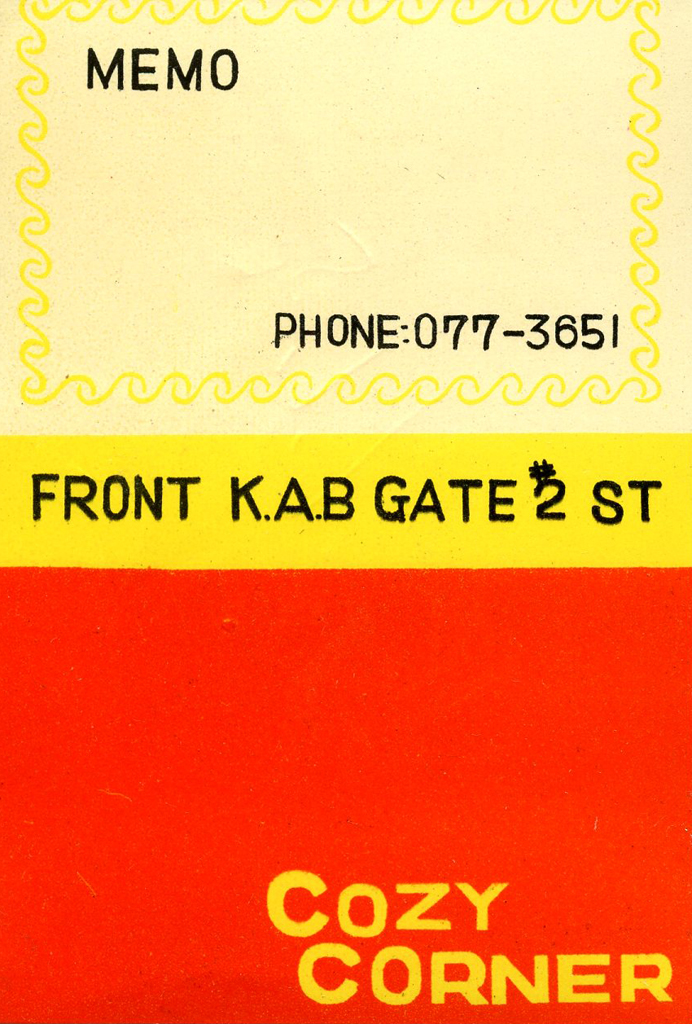 MEMO
PHONE:077-3651
FRONT K.A.B GATE #2 ST
COZY
CORNER